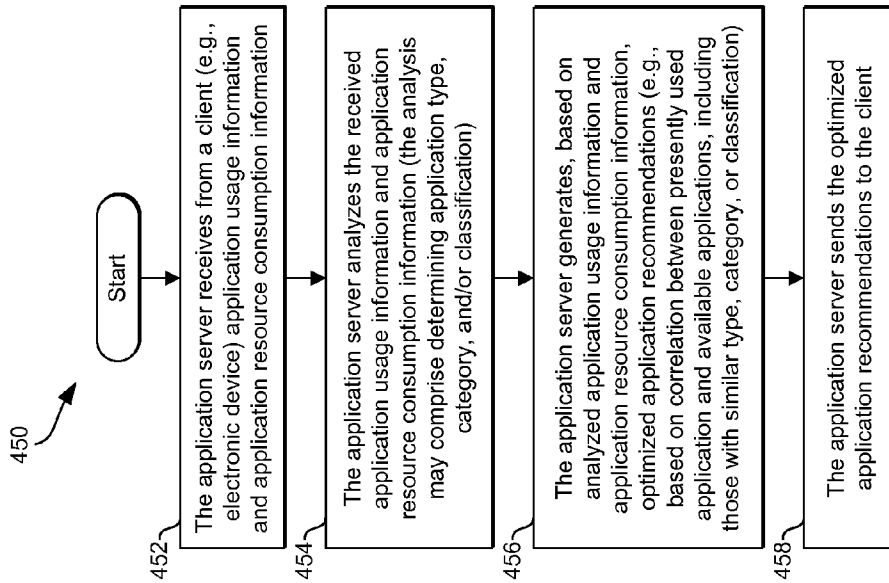 450
Start
452
The application server receives from a client (e.g.,
electronic device) application usage information
and application resource consumption information
454
The application server analyzes the received
application usage information and application
resource consumption information (the analysis
may comprise determining application type,
category, and/or classification)
456
The application server generates, based on
analyzed application usage information and
application resource consumption information,
optimized application recommendations (e.g.,
based on correlation between presently used
application and available applications, including
those with similar type, category, or classification)
458
The application server sends the optimized
application recommendations to the client